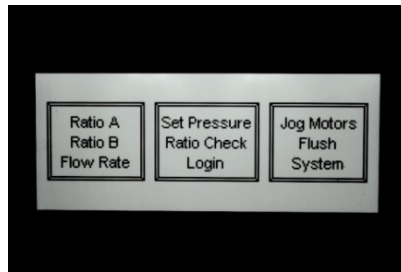 Ratio A
Ratio B
Flow Rate
Set Pressure
Ratio Check
Login
Jog Motors
Flush
System